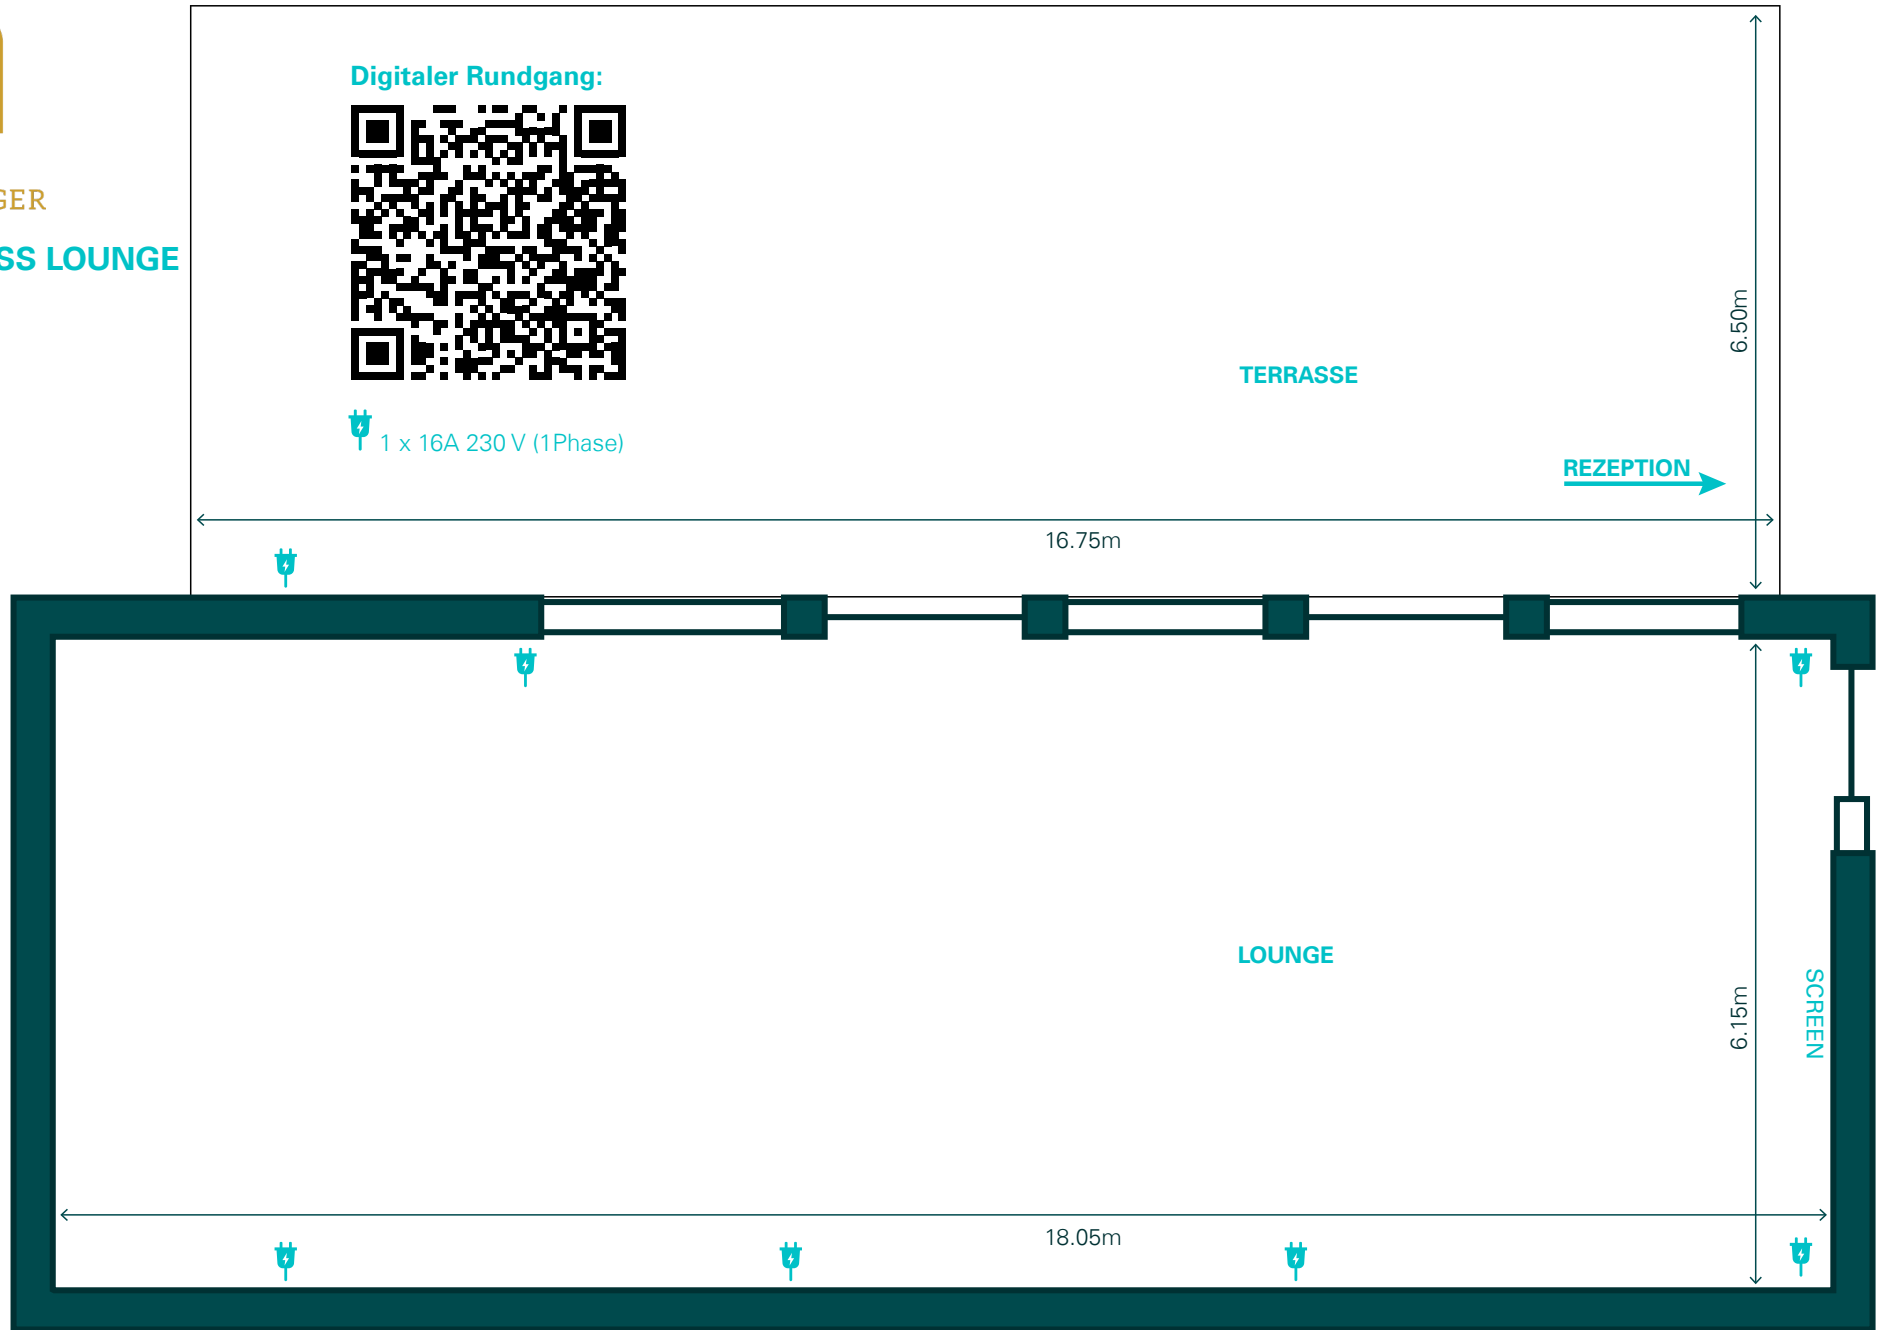 GER
SS LOUNGE
Digitaler Rundgang:
1 x 16A 230 V (1Phase)
6.50m
TERRASSE
REZEPTION
16.75m
LOUNGE
SCREEN
6.15m
18.05m